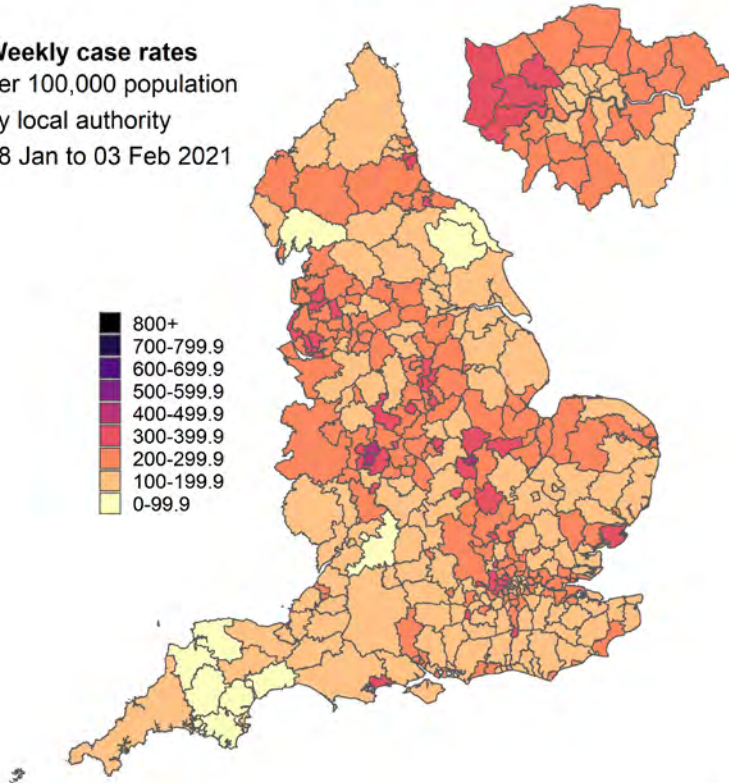 Weekly case rates
er 100,000 population
y local authority
8 Jan to 03 Feb 2021
800+
700-799.9
600-699.9
500-599.9
400-499.9
300-399.9
200-299.9
100-199.9
0-99.9